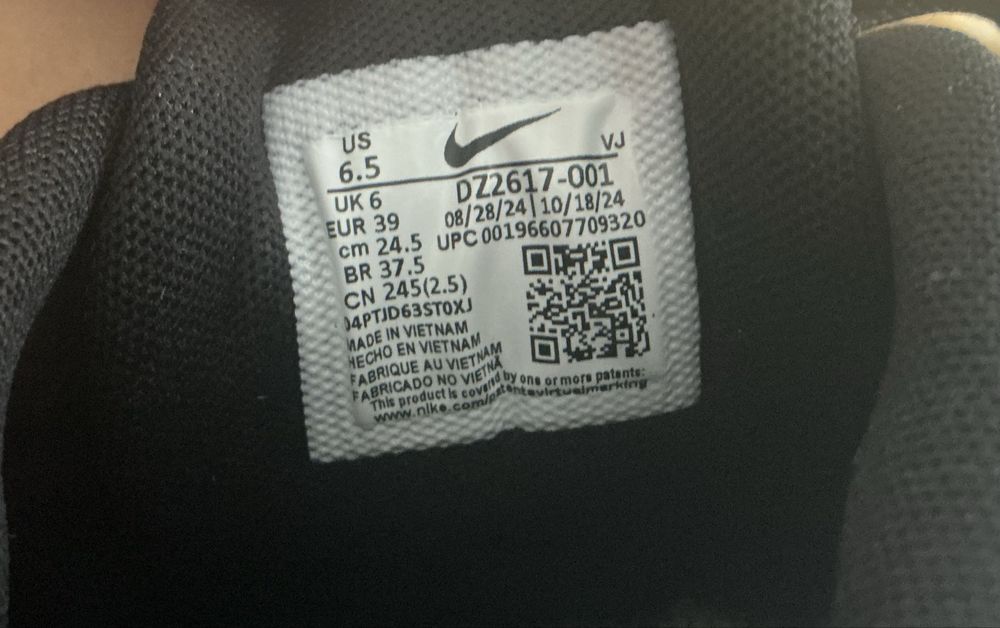 US
6.5
VJ
UK 6
DZ2617-001
EUR 39
08/28/24 10/18/24
cm 24.5
UPC 00196607709320
BR 37.5
CN 245(2.5)
04PTJD63ST0XJ
MADE IN VIETNAM
HECHO EN VIETNAM
FABRIQUE AU VIETNAM
FABRICADO NO VIETNÃ
This product is covered by one or more patents:
www.nike.com/patentsvirtualmarking